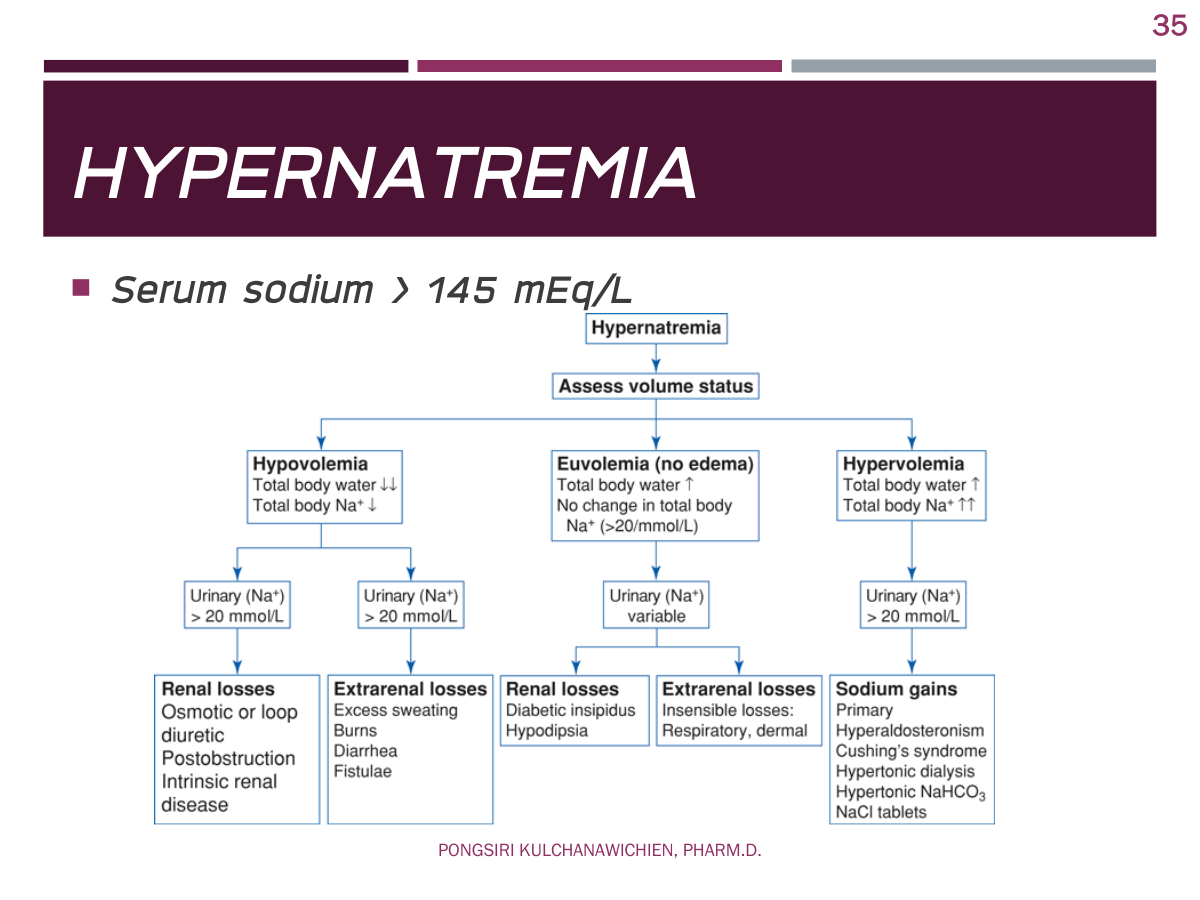 35
HYPERNATREMIA
Serum sodium > 145 mEq/L
Hypernatremia
Assess volume status
Hypovolemia
Total body water ↓↓
Total body Na⁺ ↓
Euvolemia (no edema)
Total body water ↑
No change in total body
Na⁺ (>20/mmol/L)
Hypervolemia
Total body water ↑
Total body Na⁺ ↑↑
Urinary (Na⁺)
> 20 mmol/L
Urinary (Na⁺)
> 20 mmol/L
Urinary (Na⁺)
variable
Urinary (Na⁺)
> 20 mmol/L
Renal losses
Osmotic or loop
diuretic
Postobstruction
Intrinsic renal
disease
Extrarenal losses
Excess sweating
Burns
Diarrhea
Fistulae
Renal losses
Diabetic insipidus
Hypodipsia
Extrarenal losses
Insensible losses:
Respiratory, dermal
Sodium gains
Primary
Hyperaldosteronism
Cushing's syndrome
Hypertonic dialysis
Hypertonic NaHCO₃
NaCl tablets
PONGSIRI KULCHANAWICHIEN, PHARM.D.